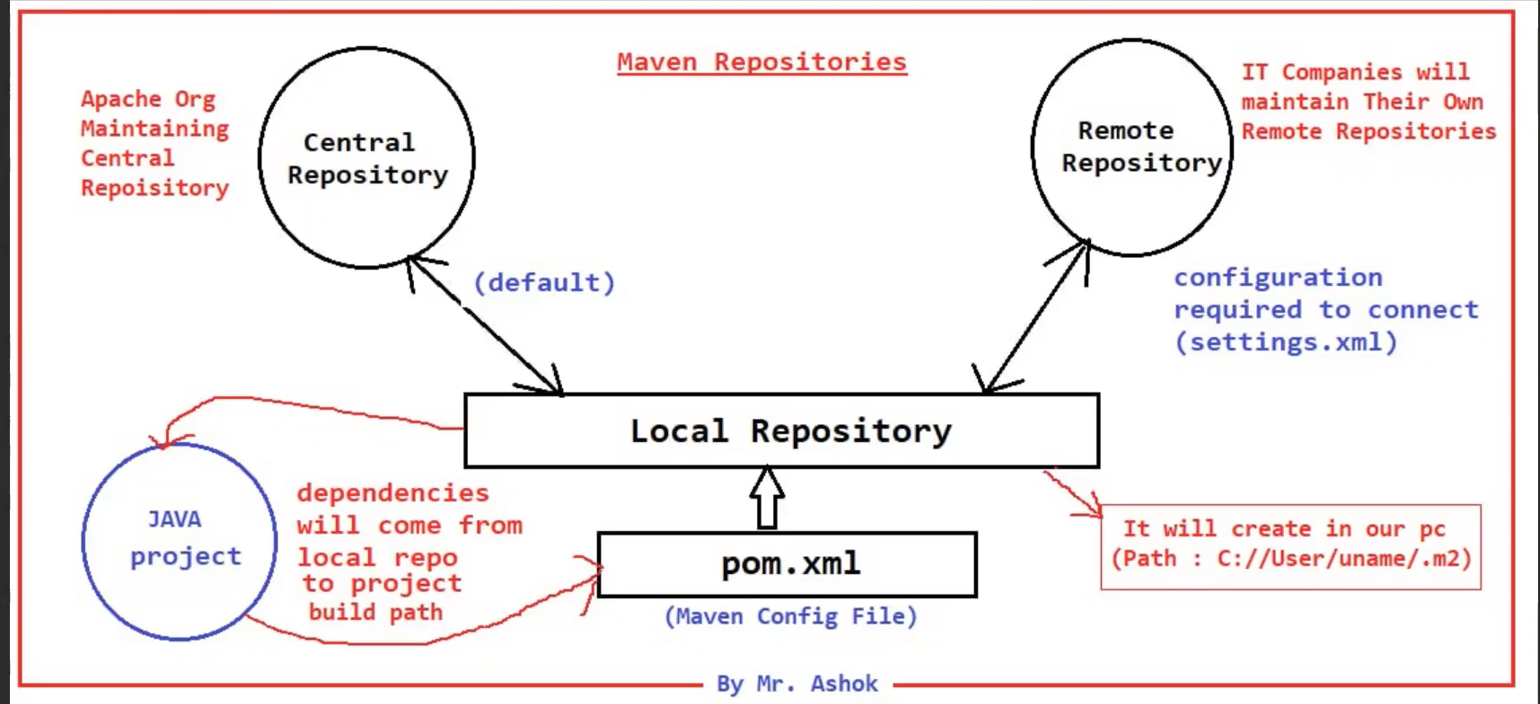 Maven Repositories
Apache Org
Maintaining
Central
Repoisitory
Central
Repository
Remote
Repository
IT Companies will
maintain Their Own
Remote Repositories
(default)
configuration
required to connect
(settings.xml)
Local Repository
JAVA
project
dependencies
will come from
local repo
to project
build path
pom.xml
(Maven Config File)
It will create in our pc
(Path : C://User/uname/.m2)
By Mr. Ashok